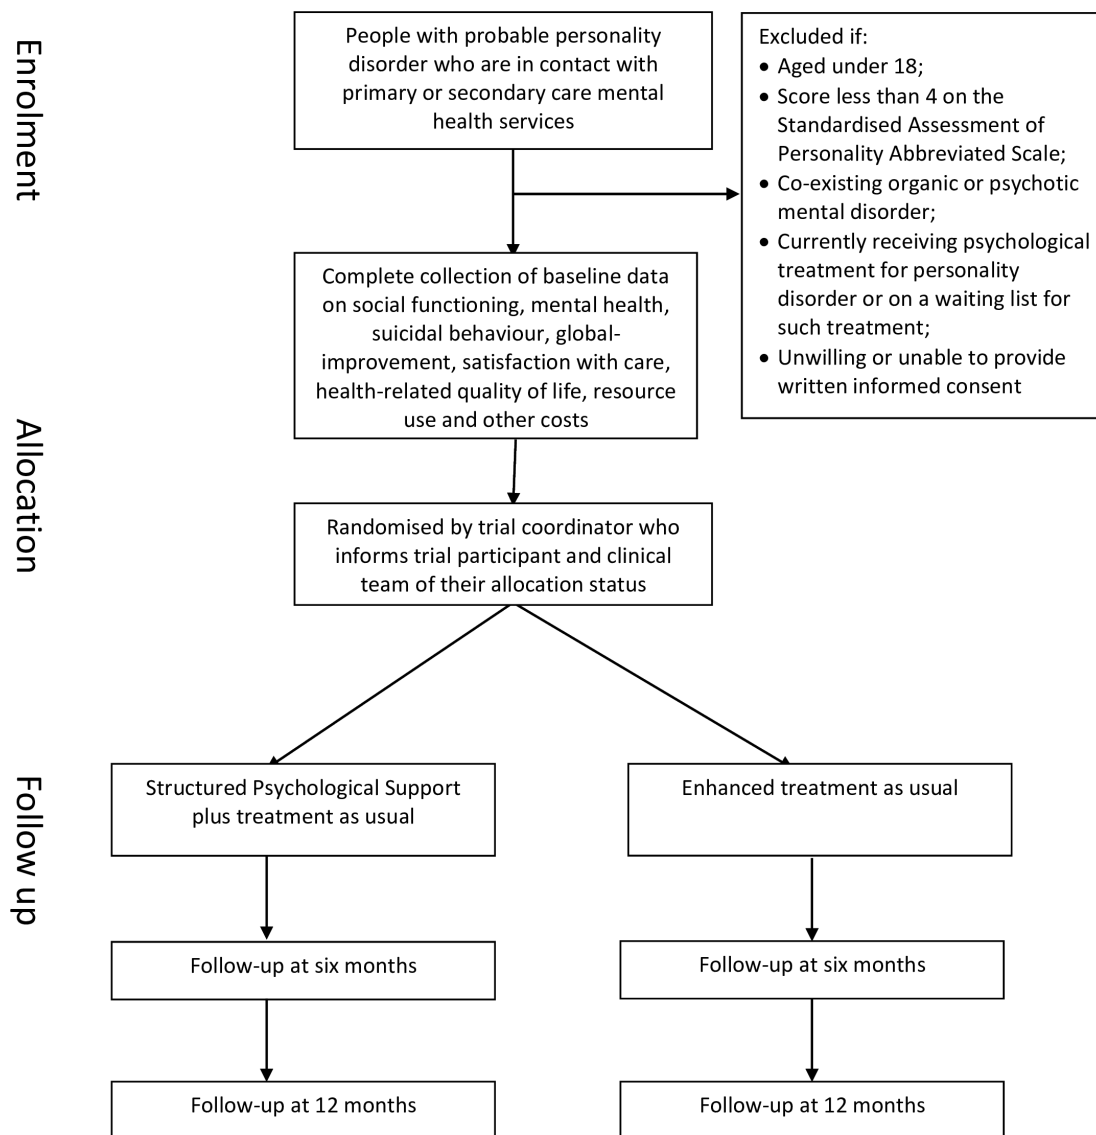 Enrolment
People with probable personality
disorder who are in contact with
primary or secondary care mental
health services
Excluded if:
• Aged under 18;
• Score less than 4 on the
Standardised Assessment of
Personality Abbreviated Scale;
• Co-existing organic or psychotic
mental disorder;
• Currently receiving psychological
treatment for personality
disorder or on a waiting list for
such treatment;
• Unwilling or unable to provide
written informed consent
Complete collection of baseline data
on social functioning, mental health,
suicidal behaviour, global-
improvement, satisfaction with care,
health-related quality of life, resource
use and other costs
Allocation
Randomised by trial coordinator who
informs trial participant and clinical
team of their allocation status
Follow up
Structured Psychological Support
plus treatment as usual
Enhanced treatment as usual
Follow-up at six months
Follow-up at six months
Follow-up at 12 months
Follow-up at 12 months